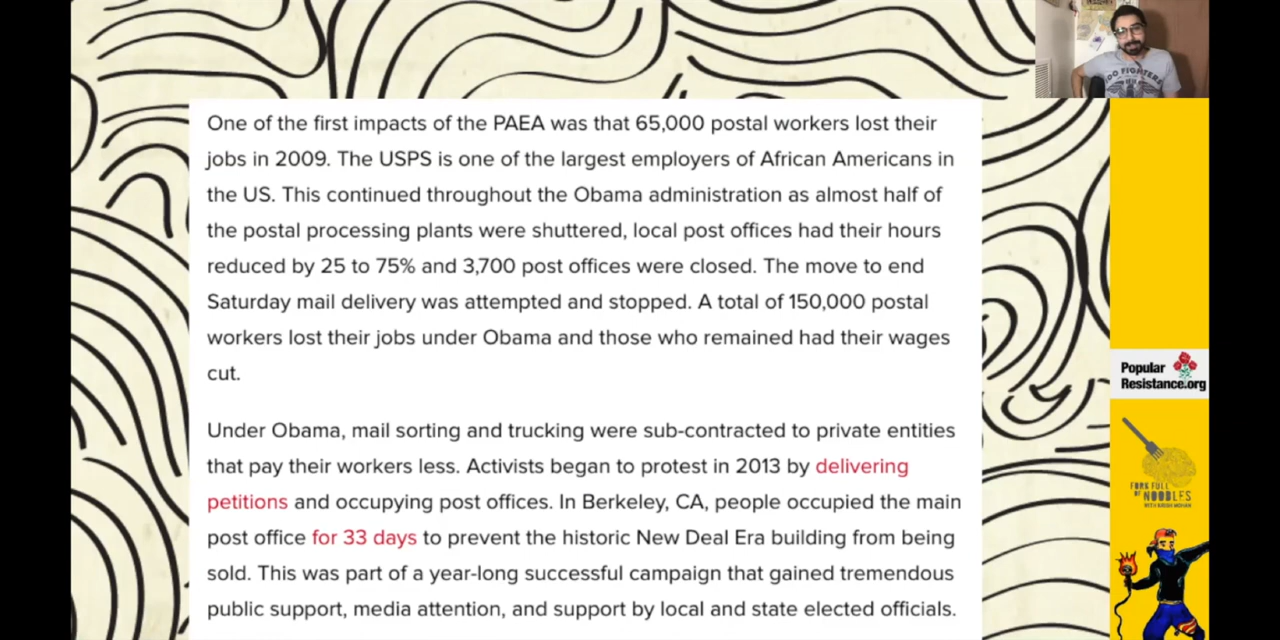 One of the first impacts of the PAEA was that 65,000 postal workers lost their
jobs in 2009. The USPS is one of the largest employers of African Americans in
the US. This continued throughout the Obama administration as almost half of
the postal processing plants were shuttered, local post offices had their hours
reduced by 25 to 75% and 3,700 post offices were closed. The move to end
Saturday mail delivery was attempted and stopped. A total of 150,000 postal
workers lost their jobs under Obama and those who remained had their wages
cut.
Under Obama, mail sorting and trucking were sub-contracted to private entities
that pay their workers less. Activists began to protest in 2013 by delivering
petitions and occupying post offices. In Berkeley, CA, people occupied the main
post office for 33 days to prevent the historic New Deal Era building from being
sold. This was part of a year-long successful campaign that gained tremendous
public support, media attention, and support by local and state elected officials.
FOO FIGHTERS
Popular
Resistance.org
FORK FULL
OF NOODLES
WITH KRISH MOHAN